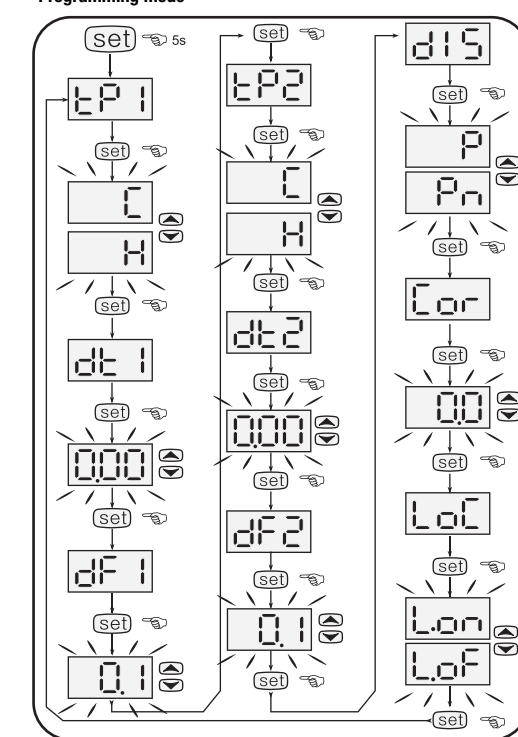 Programming mode
set 5s
tP1
set
C
H
set
dt1
set
0.00
set
dF1
set
0.1
set
tP2
set
C
H
set
dt2
set
0.00
set
dF2
set
0.1
set
d1S
set
P
Pn
set
Cor
set
0.0
set
LoC
set
L.on
L.oF
set